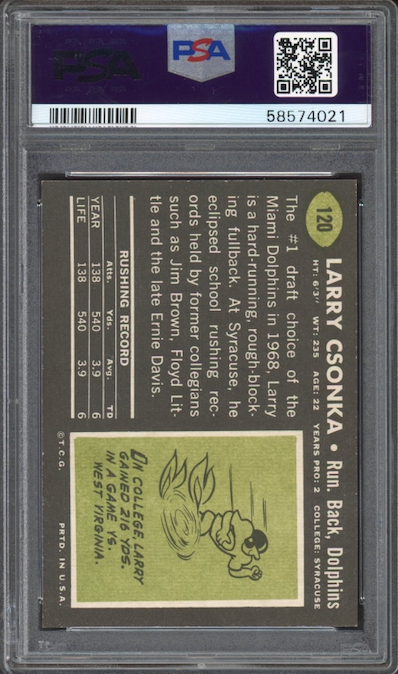 PSA
PSA
58574021
120
LARRY CSONKA • Run. Back, Dolphins
HT: 6'3" WT: 235 AGE: 22 YEARS PRO: 2 COLLEGE: SYRACUSE
The #1 draft choice of the
Miami Dolphins in 1968, Larry
is a hard-running, rough-block-
ing fullback. At Syracuse, he
eclipsed school rushing rec-
ords held by former collegians
such as Jim Brown, Floyd Lit-
tle and the late Ernie Davis.
RUSHING RECORD
Atts. Yds. Avg. TD
YEAR 138 540 3.9 6
LIFE 138 540 3.9 6
IN COLLEGE, LARRY
GAINED 216 YDS.
IN A GAME VS.
WEST VIRGINIA.
©T.C.G. PRTD. IN U.S.A.